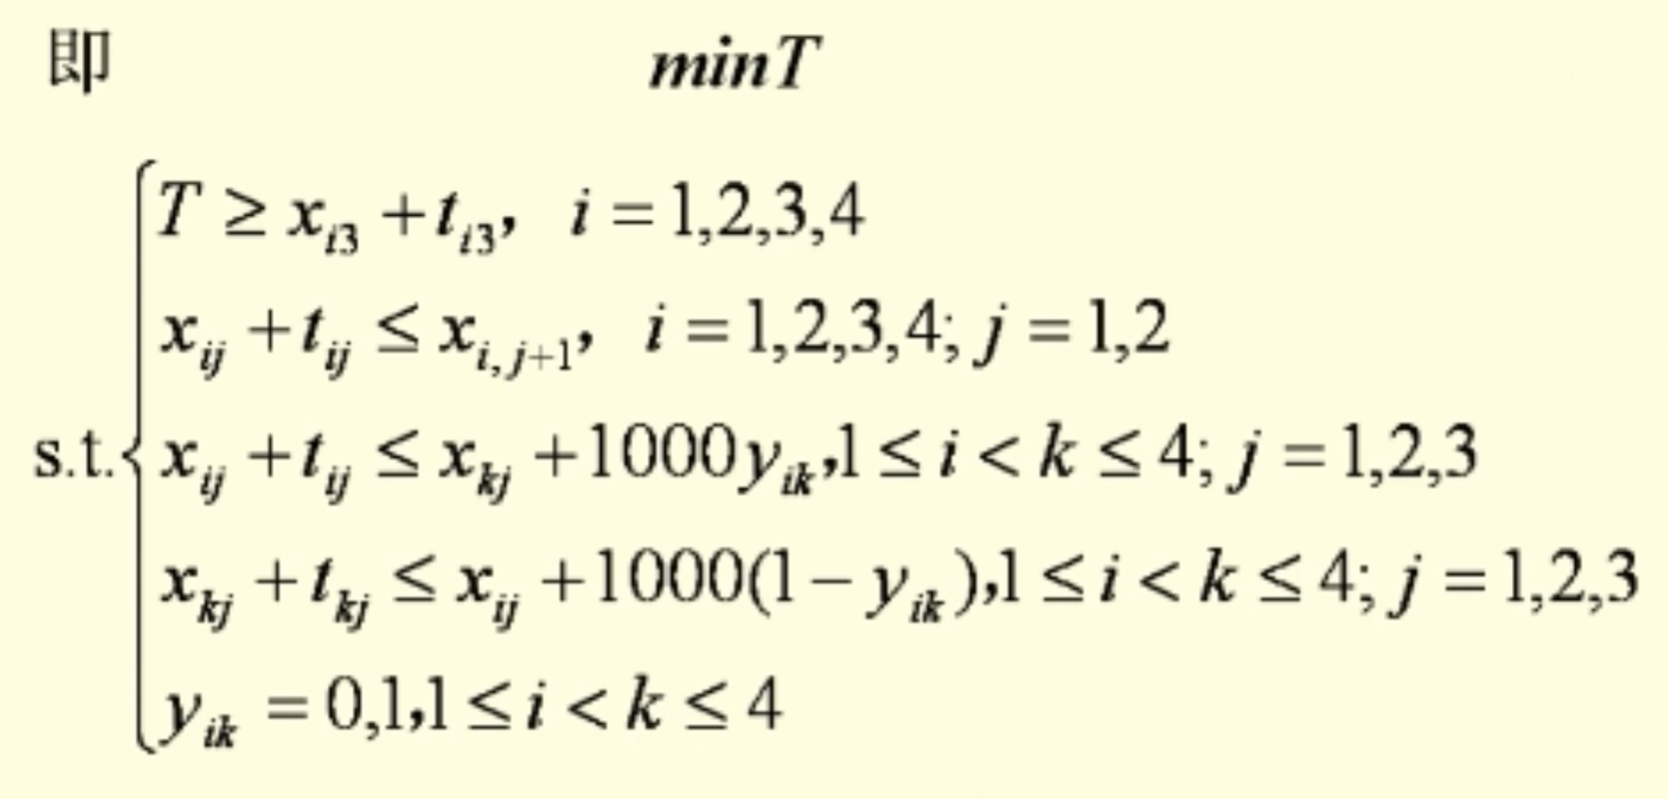 即 minT
T ≥ x_{i3} + t_{i3}, i = 1,2,3,4
x_{ij} + t_{ij} ≤ x_{i,j+1}, i = 1,2,3,4; j = 1,2
s.t. x_{ij} + t_{ij} ≤ x_{kj} + 1000y_{ik}, 1 ≤ i < k ≤ 4; j = 1,2,3
x_{kj} + t_{kj} ≤ x_{ij} + 1000(1 − y_{ik}), 1 ≤ i < k ≤ 4; j = 1,2,3
y_{ik} = 0,1, 1 ≤ i < k ≤ 4